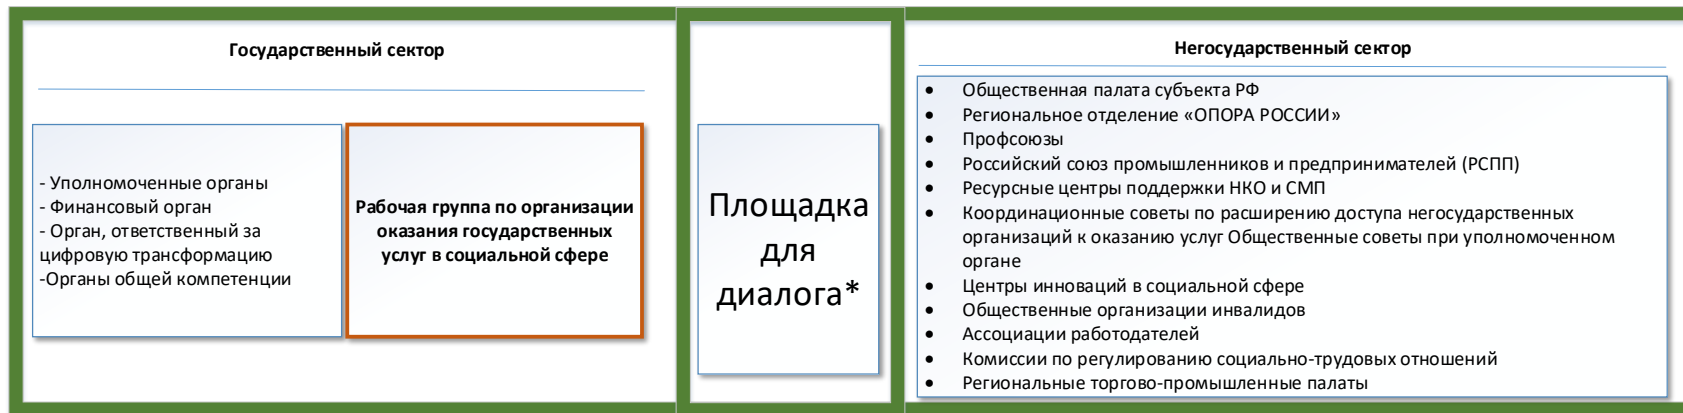 Государственный сектор
- Уполномоченные органы
- Финансовый орган
- Орган, ответственный за
цифровую трансформацию
-Органы общей компетенции
Рабочая группа по организации
оказания государственных
услуг в социальной сфере
Площадка
для
диалога*
Негосударственный сектор
• Общественная палата субъекта РФ
• Региональное отделение «ОПОРА РОССИИ»
• Профсоюзы
• Российский союз промышленников и предпринимателей (РСПП)
• Ресурсные центры поддержки НКО и СМП
• Координационные советы по расширению доступа негосударственных
организаций к оказанию услуг Общественные советы при уполномоченном
органе
• Центры инноваций в социальной сфере
• Общественные организации инвалидов
• Ассоциации работодателей
• Комиссии по регулированию социально-трудовых отношений
• Региональные торгово-промышленные палаты